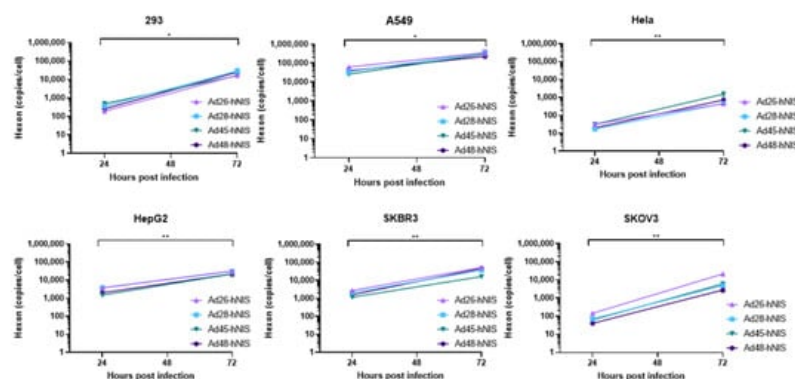 293
*
Hexon (copies/cell)
1,000,000
100,000
10,000
1,000
100
10
1
24
48
72
Hours post infection
Ad26-hNIS
Ad28-hNIS
Ad45-hNIS
Ad48-hNIS
A549
*
Hexon (copies/cell)
1,000,000
100,000
10,000
1,000
100
10
1
24
48
72
Hours post infection
Ad26-hNIS
Ad28-hNIS
Ad45-hNIS
Ad48-hNIS
Hela
**
Hexon (copies/cell)
1,000,000
100,000
10,000
1,000
100
10
1
24
48
72
Hours post infection
Ad26-hNIS
Ad28-hNIS
Ad45-hNIS
Ad48-hNIS
HepG2
**
Hexon (copies/cell)
1,000,000
100,000
10,000
1,000
100
10
1
24
48
72
Hours post infection
Ad26-hNIS
Ad28-hNIS
Ad45-hNIS
Ad48-hNIS
SKBR3
**
Hexon (copies/cell)
1,000,000
100,000
10,000
1,000
100
10
1
24
48
72
Hours post infection
Ad26-hNIS
Ad28-hNIS
Ad45-hNIS
Ad48-hNIS
SKOV3
**
Hexon (copies/cell)
1,000,000
100,000
10,000
1,000
100
10
1
24
48
72
Hours post infection
Ad26-hNIS
Ad28-hNIS
Ad45-hNIS
Ad48-hNIS